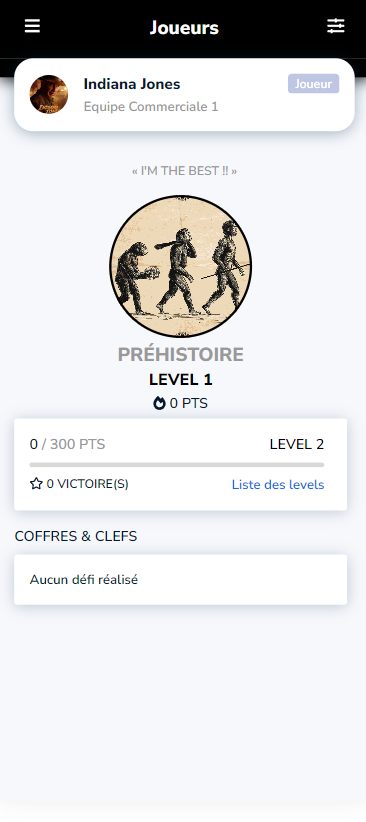 Joueurs
Indiana Jones
Joueur
Equipe Commerciale 1
« I'M THE BEST !! »
PRÉHISTOIRE
LEVEL 1
0 PTS
0 / 300 PTS
LEVEL 2
0 VICTOIRE(S)
Liste des levels
COFFRES & CLEFS
Aucun défi réalisé